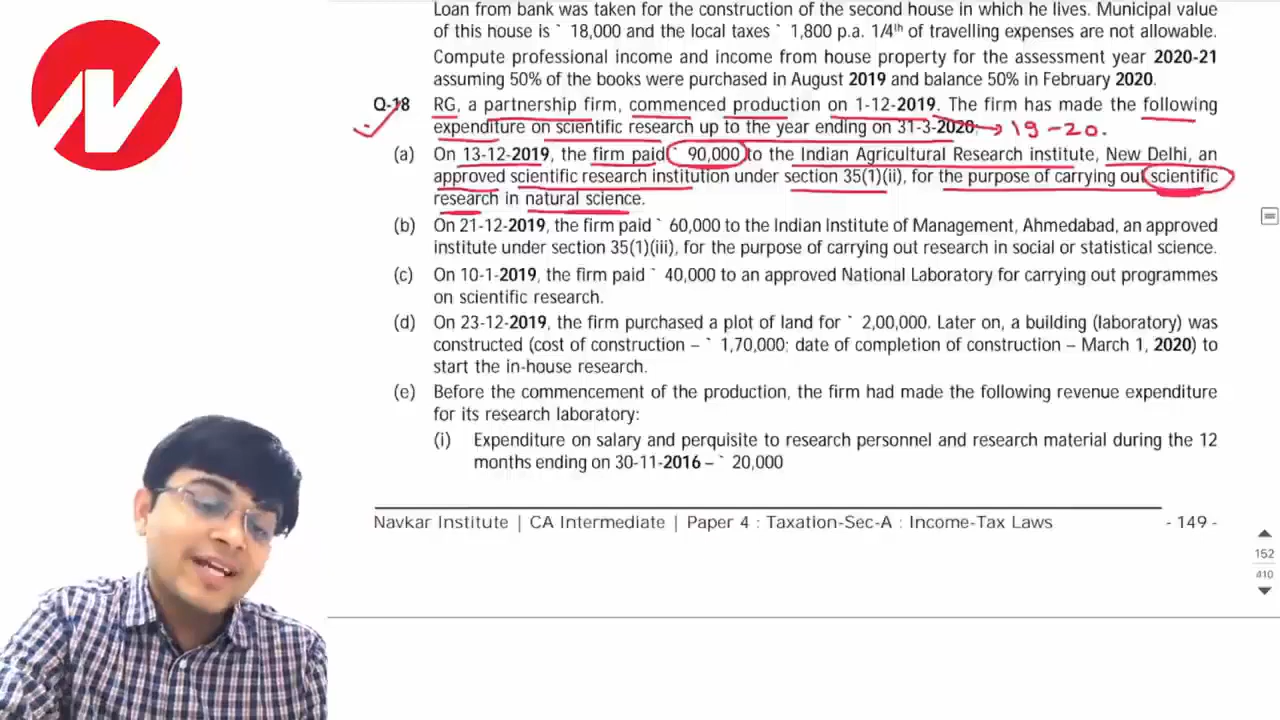 Loan from bank was taken for the construction of the second house in which he lives. Municipal value
of this house is ` 18,000 and the local taxes ` 1,800 p.a. 1/4th of travelling expenses are not allowable.
Compute professional income and income from house property for the assessment year 2020-21
assuming 50% of the books were purchased in August 2019 and balance 50% in February 2020.
Q-18 RG, a partnership firm, commenced production on 1-12-2019. The firm has made the following
expenditure on scientific research up to the year ending on 31-3-2020 19-20.
(a) On 13-12-2019, the firm paid ` 90,000 to the Indian Agricultural Research institute, New Delhi, an
approved scientific research institution under section 35(1)(ii), for the purpose of carrying out scientific
research in natural science.
(b) On 21-12-2019, the firm paid ` 60,000 to the Indian Institute of Management, Ahmedabad, an approved
institute under section 35(1)(iii), for the purpose of carrying out research in social or statistical science.
(c) On 10-1-2019, the firm paid ` 40,000 to an approved National Laboratory for carrying out programmes
on scientific research.
(d) On 23-12-2019, the firm purchased a plot of land for ` 2,00,000. Later on, a building (laboratory) was
constructed (cost of construction – ` 1,70,000; date of completion of construction – March 1, 2020) to
start the in-house research.
(e) Before the commencement of the production, the firm had made the following revenue expenditure
for its research laboratory:
(i) Expenditure on salary and perquisite to research personnel and research material during the 12
months ending on 30-11-2016 – ` 20,000
Navkar Institute | CA Intermediate | Paper 4 : Taxation-Sec-A : Income-Tax Laws - 149 -
152
410